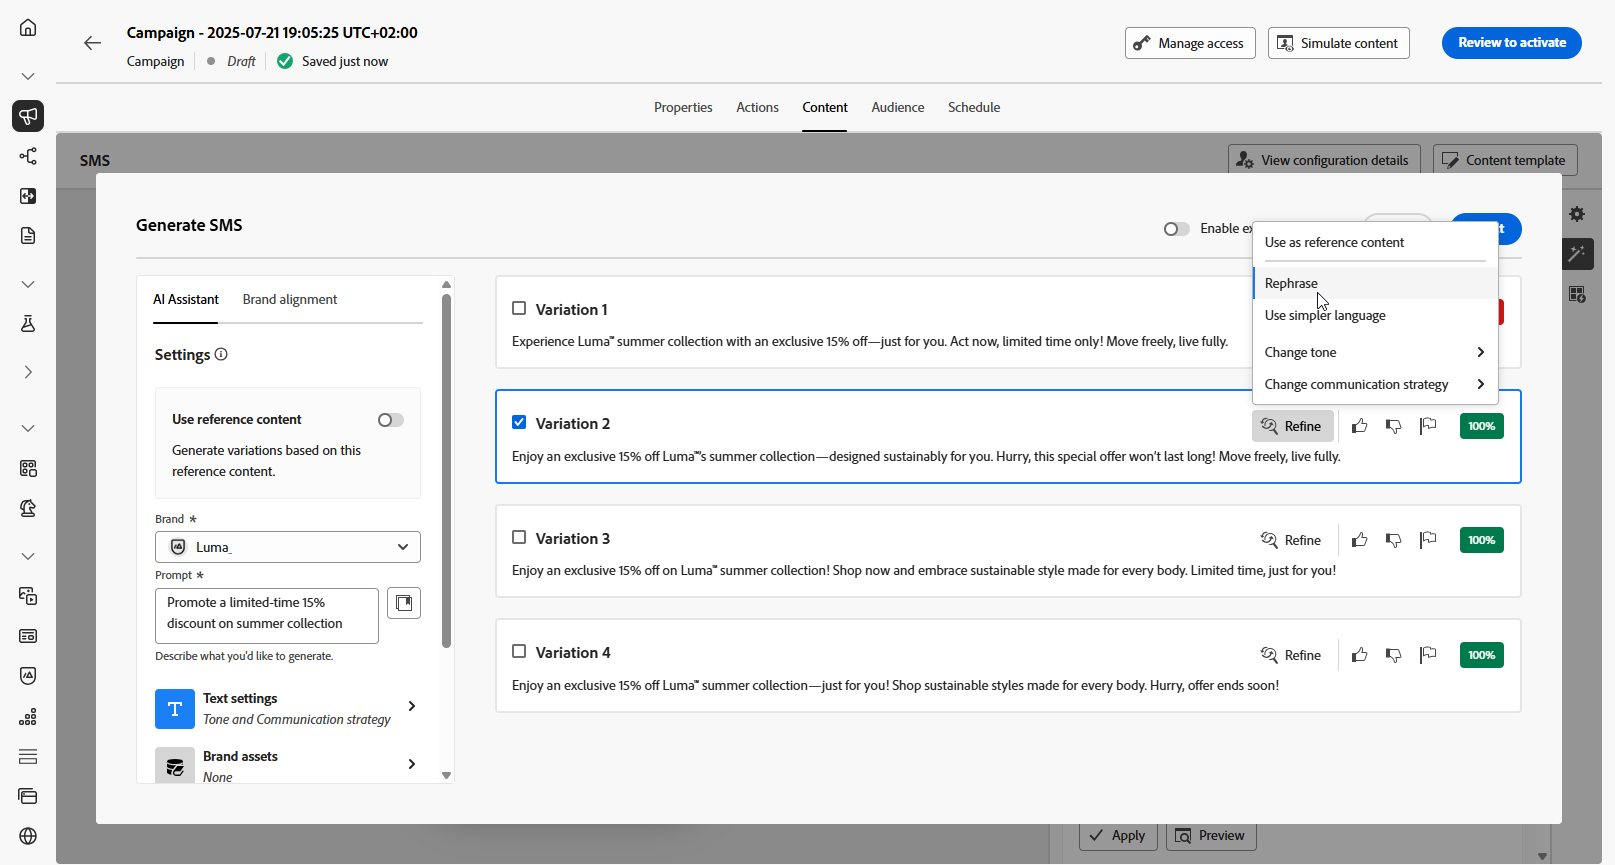 Campaign - 2025-07-21 19:05:25 UTC+02:00
Campaign
Draft
Saved just now
Manage access
Simulate content
Review to activate
Properties
Actions
Content
Audience
Schedule
SMS
View configuration details
Content template
Generate SMS
Enable ex
t
Use as reference content
Rephrase
Use simpler language
Change tone
Change communication strategy
AI Assistant
Brand alignment
Settings
Use reference content
Generate variations based on this
reference content.
Brand *
Luma_
Prompt *
Promote a limited-time 15%
discount on summer collection
Describe what you'd like to generate.
T
Text settings
Tone and Communication strategy
Brand assets
None
Variation 1
Experience Luma™ summer collection with an exclusive 15% off—just for you. Act now, limited time only! Move freely, live fully.
Variation 2
Refine
100%
Enjoy an exclusive 15% off Luma™'s summer collection—designed sustainably for you. Hurry, this special offer won't last long! Move freely, live fully.
Variation 3
Refine
100%
Enjoy an exclusive 15% off on Luma™ summer collection! Shop now and embrace sustainable style made for every body. Limited time, just for you!
Variation 4
Refine
100%
Enjoy an exclusive 15% off Luma™ summer collection—just for you! Shop sustainable styles made for every body. Hurry, offer ends soon!
Apply
Preview